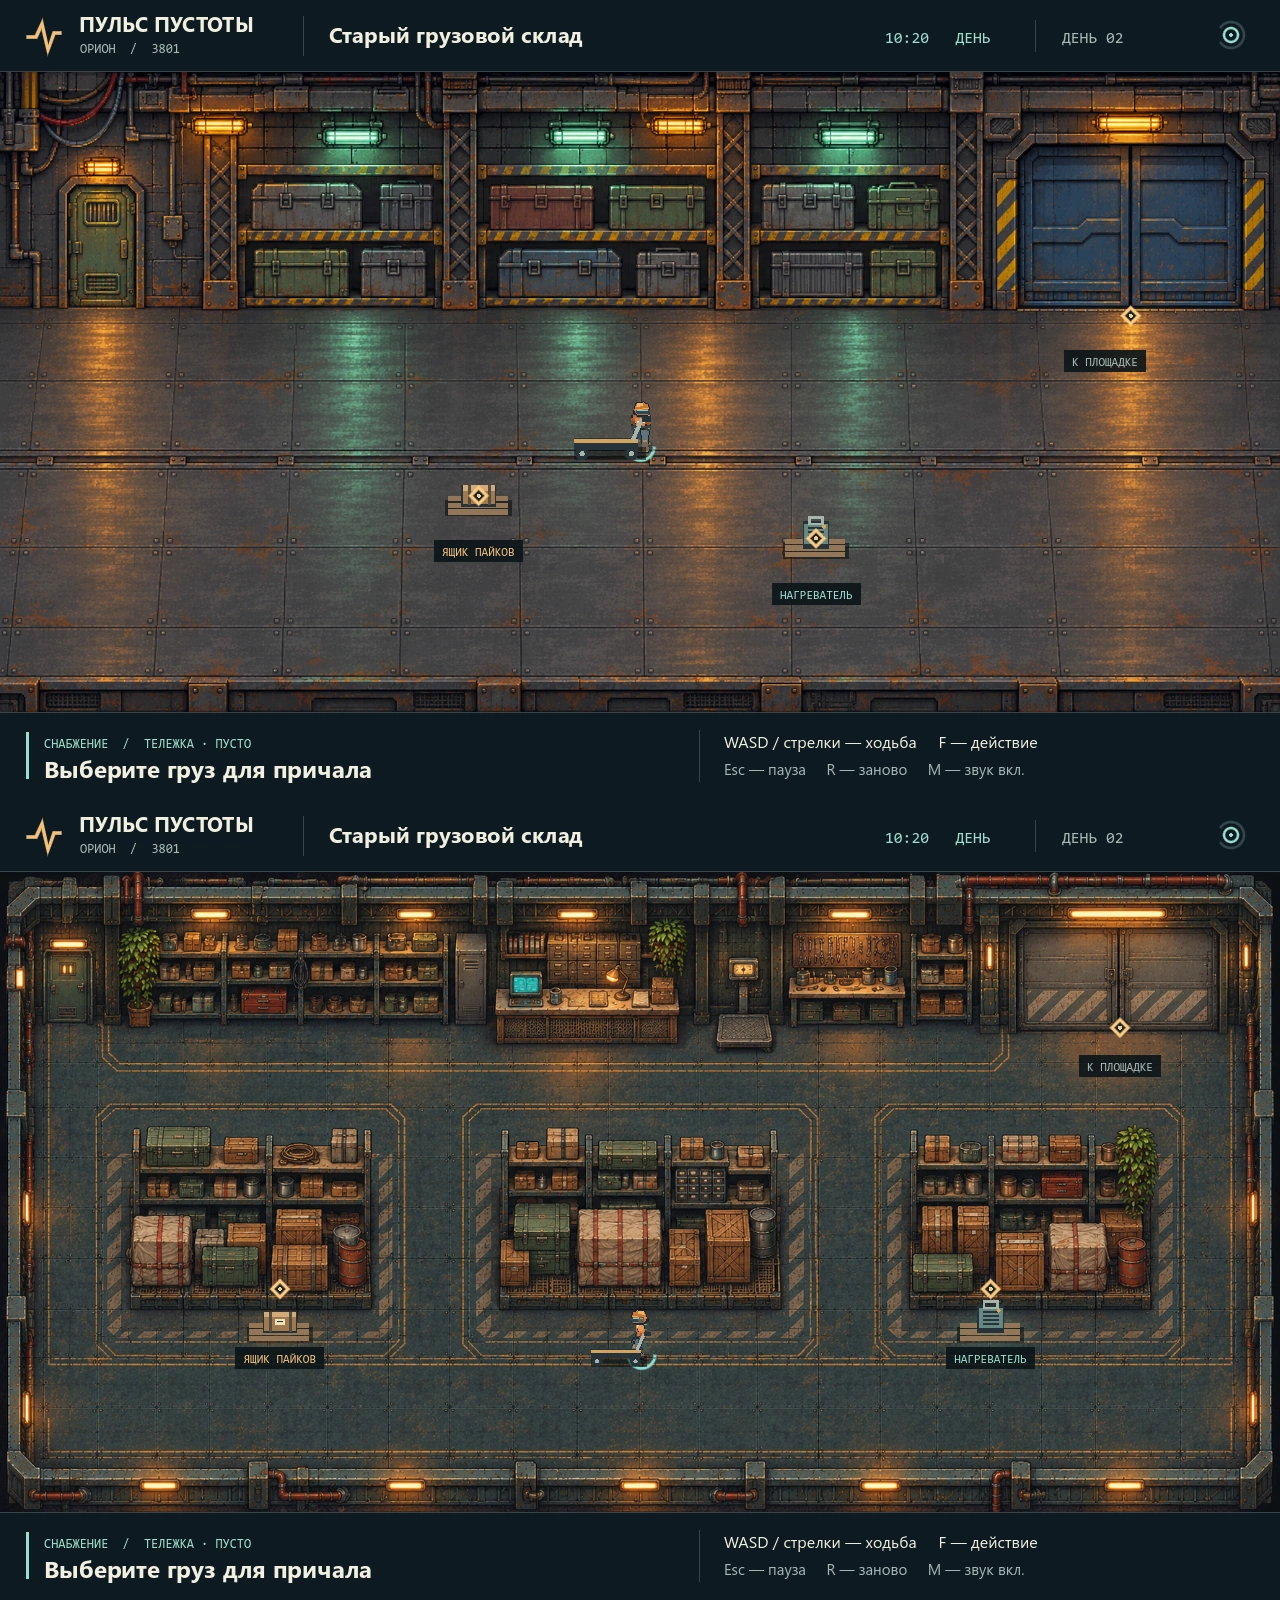 ПУЛЬС ПУСТОТЫ
ОРИОН / 3801
Старый грузовой склад
10:20 ДЕНЬ
ДЕНЬ 02
К ПЛОЩАДКЕ
ЯЩИК ПАЙКОВ
НАГРЕВАТЕЛЬ
СНАБЖЕНИЕ / ТЕЛЕЖКА · ПУСТО
Выберите груз для причала
WASD / стрелки — ходьба F — действие
Esc — пауза R — заново M — звук вкл.
ПУЛЬС ПУСТОТЫ
ОРИОН / 3801
Старый грузовой склад
10:20 ДЕНЬ
ДЕНЬ 02
К ПЛОЩАДКЕ
ЯЩИК ПАЙКОВ
НАГРЕВАТЕЛЬ
СНАБЖЕНИЕ / ТЕЛЕЖКА · ПУСТО
Выберите груз для причала
WASD / стрелки — ходьба F — действие
Esc — пауза R — заново M — звук вкл.